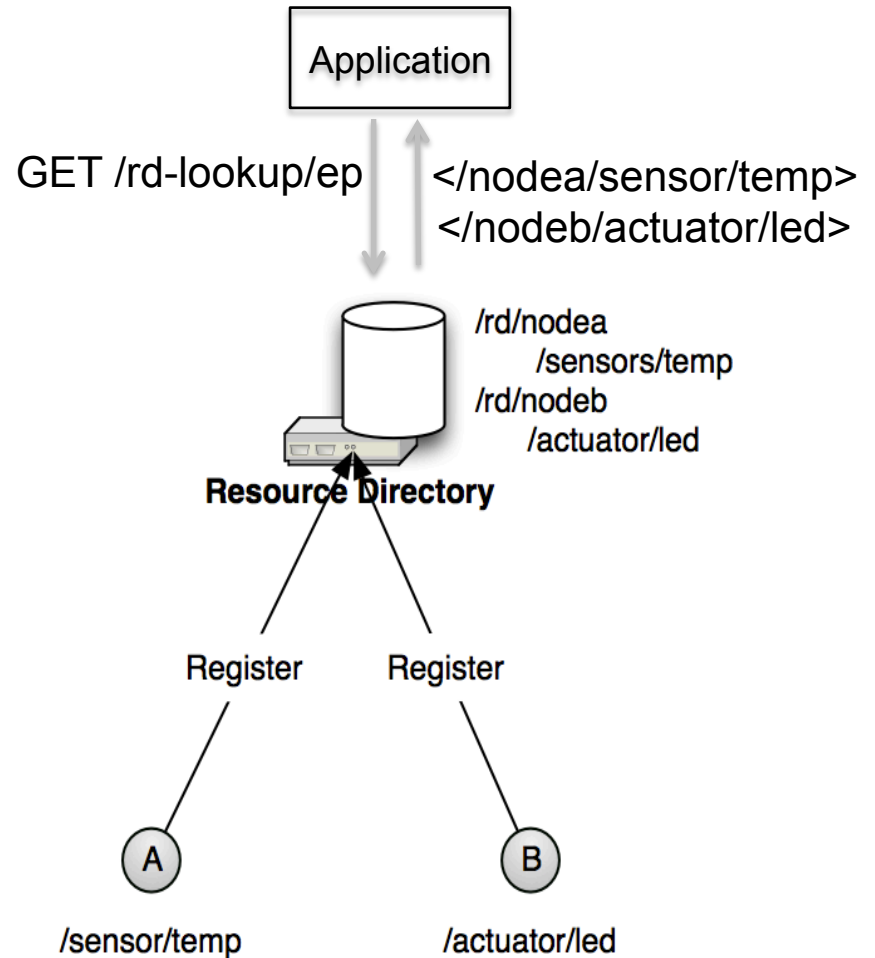 Application
GET /rd-lookup/ep
</nodea/sensor/temp>
</nodeb/actuator/led>
/rd/nodea
/sensors/temp
/rd/nodeb
/actuator/led
Resource Directory
Register
Register
A
B
/sensor/temp
/actuator/led